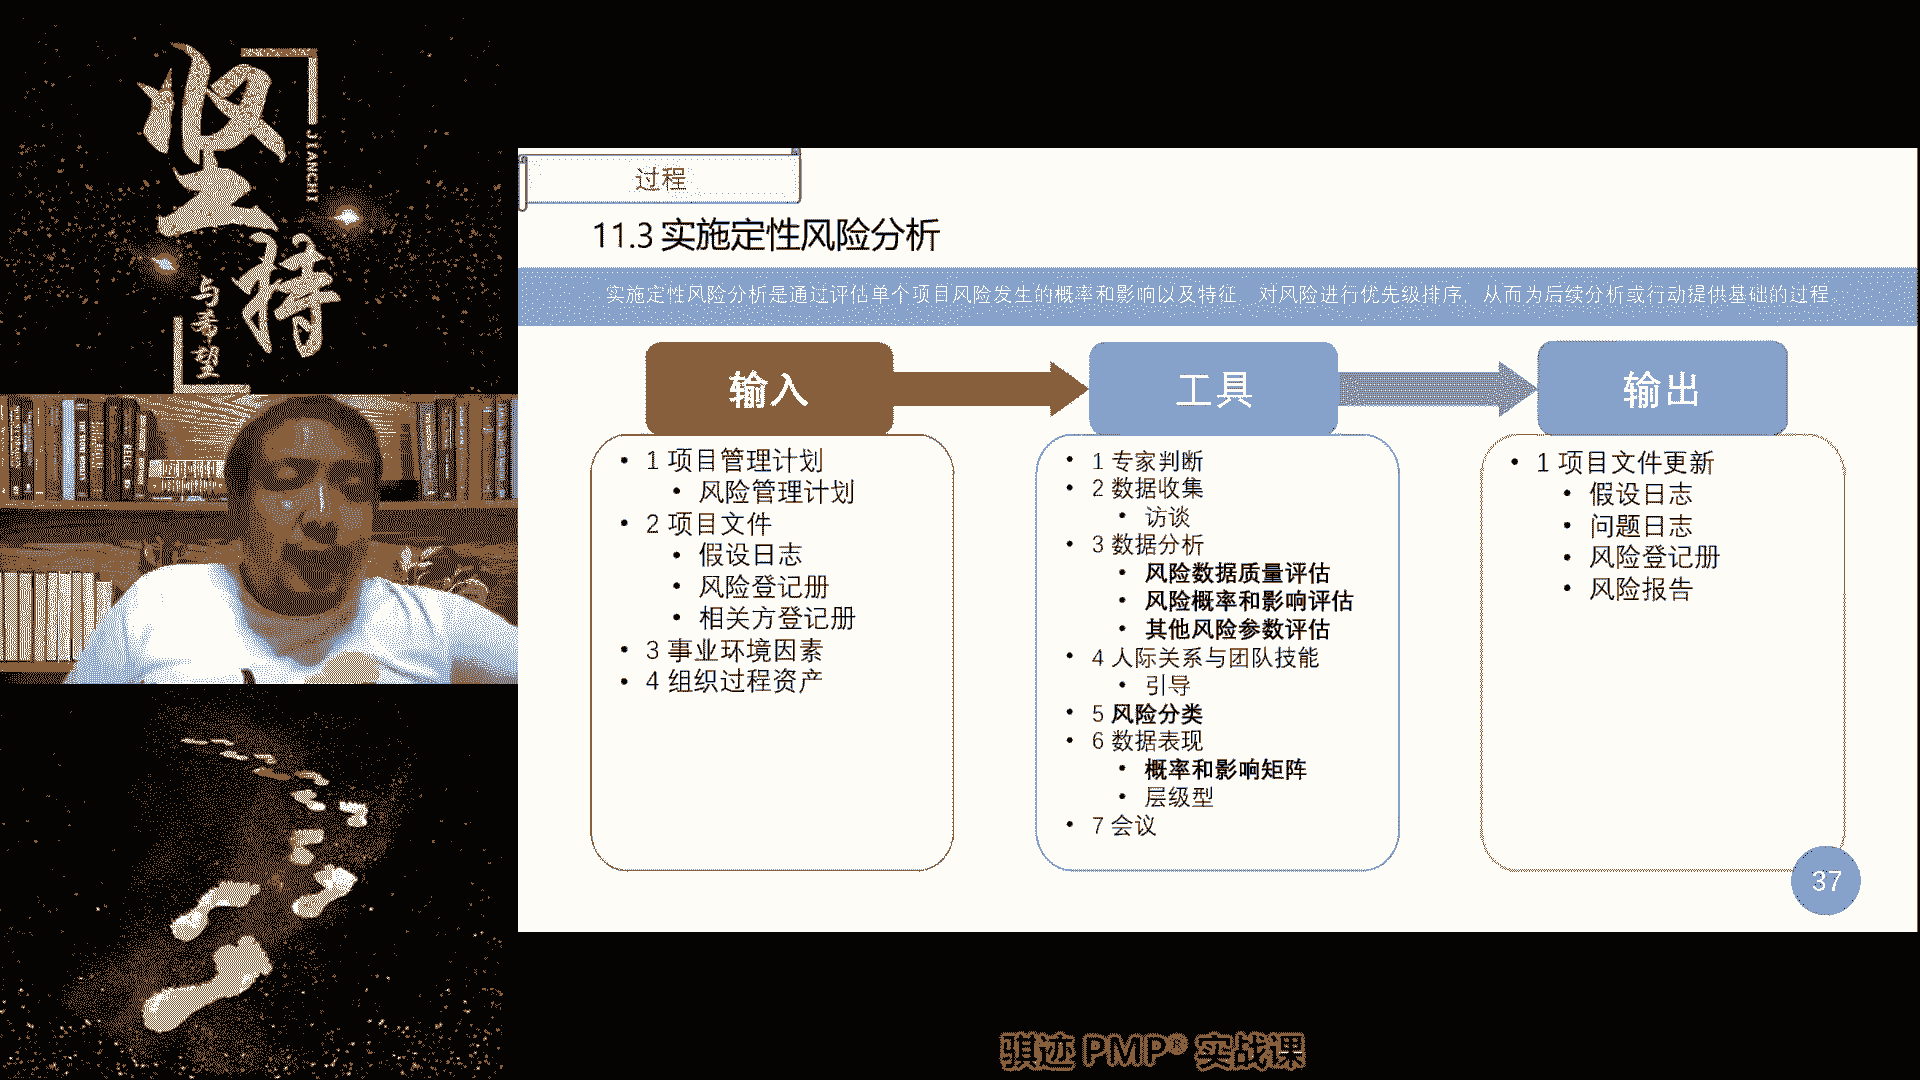 坚持
JIANCHI
与希望
过程
11.3 实施定性风险分析
实施定性风险分析是通过评估单个项目风险发生的概率和影响以及特征，对风险进行优先级排序，从而为后续分析或行动提供基础的过程。
输入
• 1 项目管理计划
• 风险管理计划
• 2 项目文件
• 假设日志
• 风险登记册
• 相关方登记册
• 3 事业环境因素
• 4 组织过程资产
工具
• 1 专家判断
• 2 数据收集
• 访谈
• 3 数据分析
• 风险数据质量评估
• 风险概率和影响评估
• 其他风险参数评估
• 4 人际关系与团队技能
• 引导
• 5 风险分类
• 6 数据表现
• 概率和影响矩阵
• 层级型
• 7 会议
输出
• 1 项目文件更新
• 假设日志
• 问题日志
• 风险登记册
• 风险报告
37
骐迹 PMP® 实战课